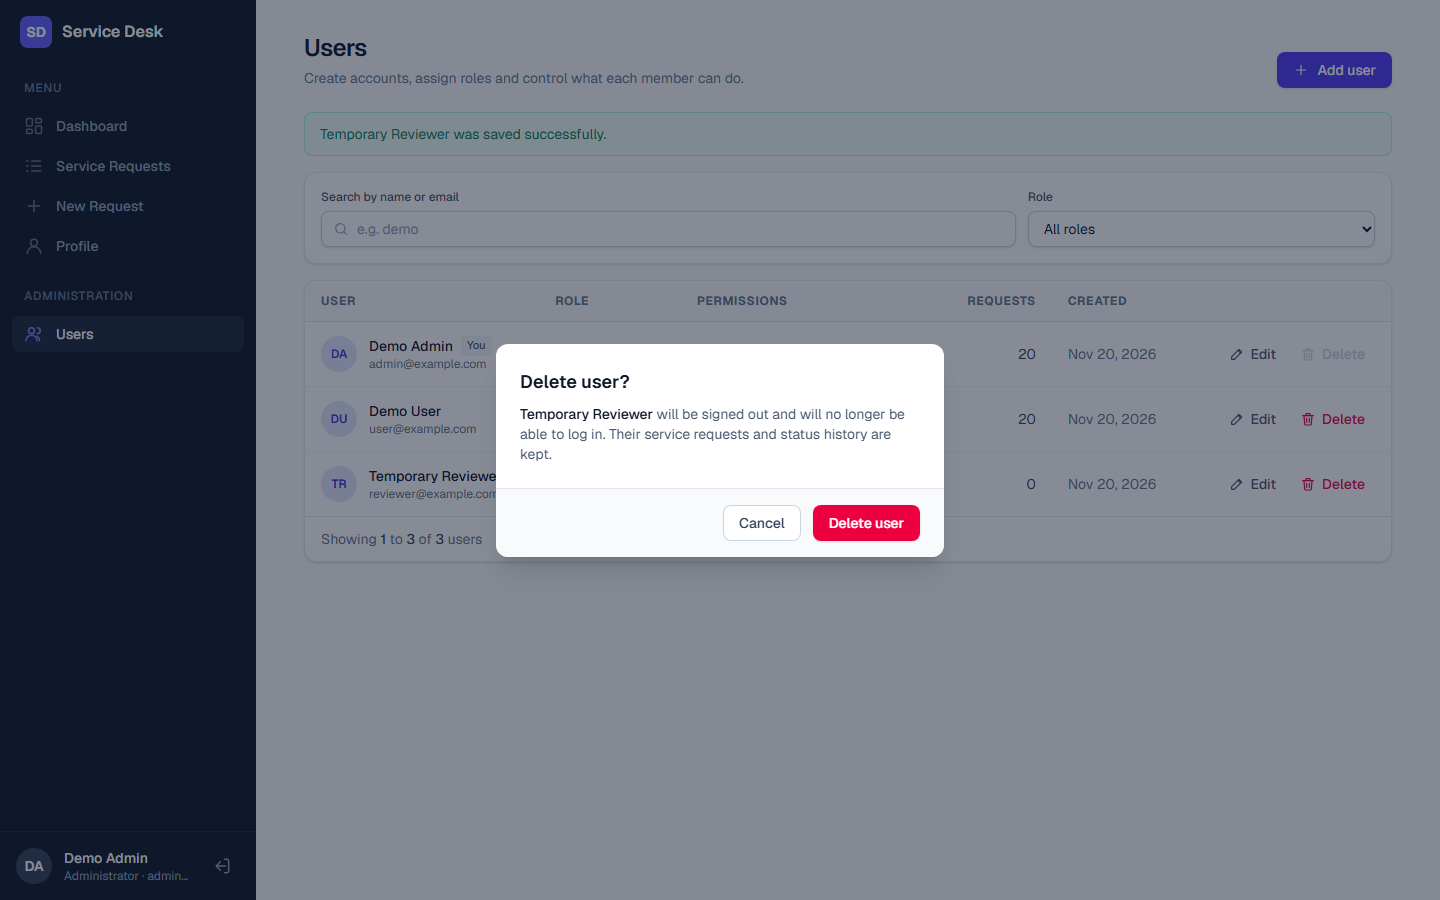 SD Service Desk
MENU
Dashboard
Service Requests
New Request
Profile
ADMINISTRATION
Users
DA Demo Admin
Administrator · admin...
Users
Create accounts, assign roles and control what each member can do.
Add user
Temporary Reviewer was saved successfully.
Search by name or email
Role
e.g. demo
All roles
USER ROLE PERMISSIONS REQUESTS CREATED
DA Demo Admin You 20 Nov 20, 2026 Edit Delete
admin@example.com
DU Demo User 20 Nov 20, 2026 Edit Delete
user@example.com
TR Temporary Reviewe 0 Nov 20, 2026 Edit Delete
reviewer@example.com
Showing 1 to 3 of 3 users
Delete user?
Temporary Reviewer will be signed out and will no longer be
able to log in. Their service requests and status history are
kept.
Cancel
Delete user